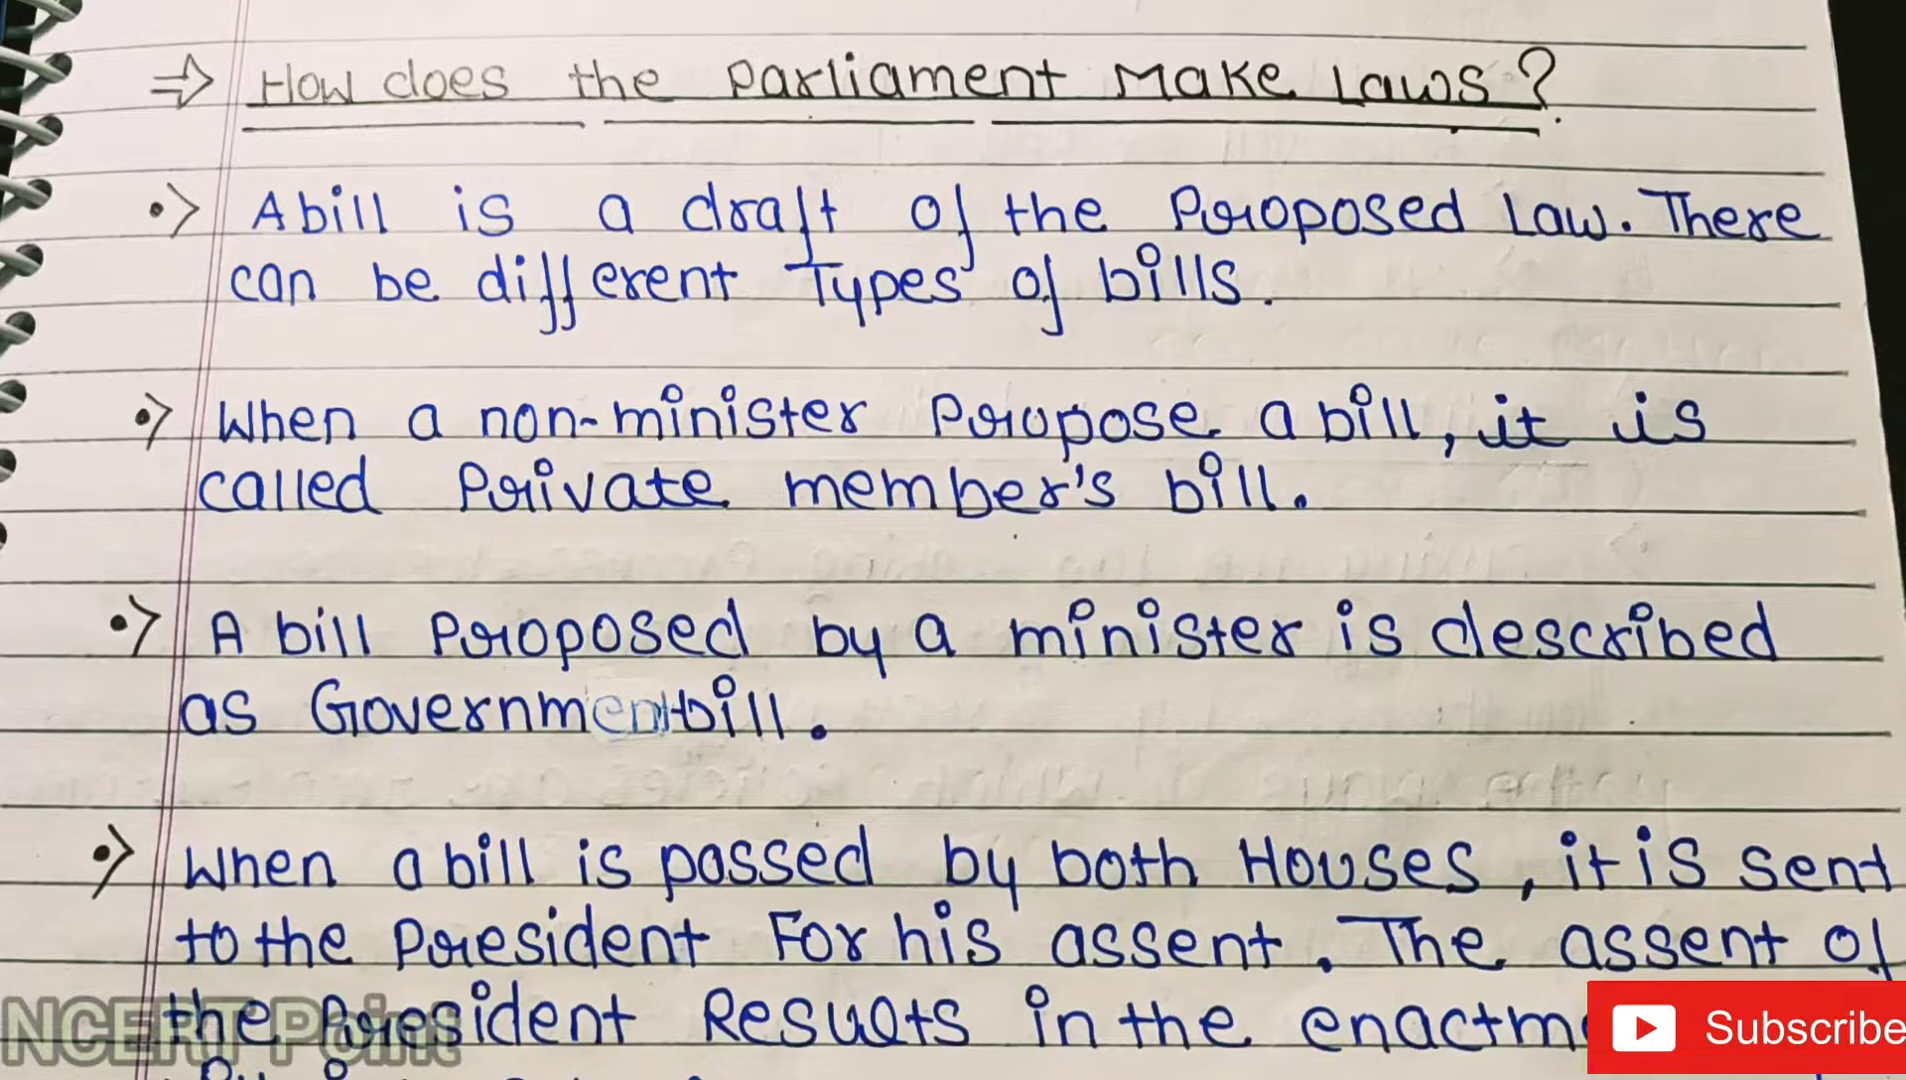 ⇒ How does the Parliament Make Laws?
•> A bill is a draft of the Proposed Law. There
can be different Types of bills.
•> When a non-minister Propose a bill, it is
called Private member's bill.
•> A bill Proposed by a minister is described
as Government bill.
•> When a bill is passed by both Houses, it is sent
to the President For his assent. The assent of
the President Results in the
NCERT Point
Subscribe